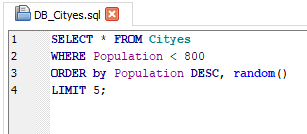 DB_Cityes.sql
1 SELECT * FROM Cityes
2 WHERE Population < 800
3 ORDER by Population DESC, random()
4 LIMIT 5;